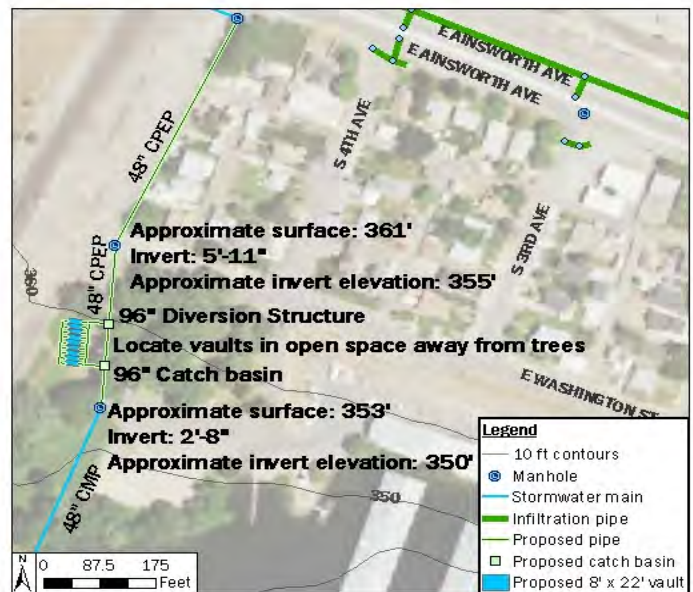 E AINSWORTH AVE
E AINSWORTH AVE
48" CPEP
S 4TH AVE
S 3RD AVE
Approximate surface: 361'
Invert: 5'-11"
Approximate invert elevation: 355'
48" CPEP
360
96" Diversion Structure
Locate vaults in open space away from trees
96" Catch basin
E WASHINGTON ST
Approximate surface: 353'
Invert: 2'-8"
Approximate invert elevation: 350'
48" CMP
350
Legend
10 ft contours
Manhole
Stormwater main
Infiltration pipe
Proposed pipe
Proposed catch basin
Proposed 8' x 22' vault
N
0 87.5 175
Feet